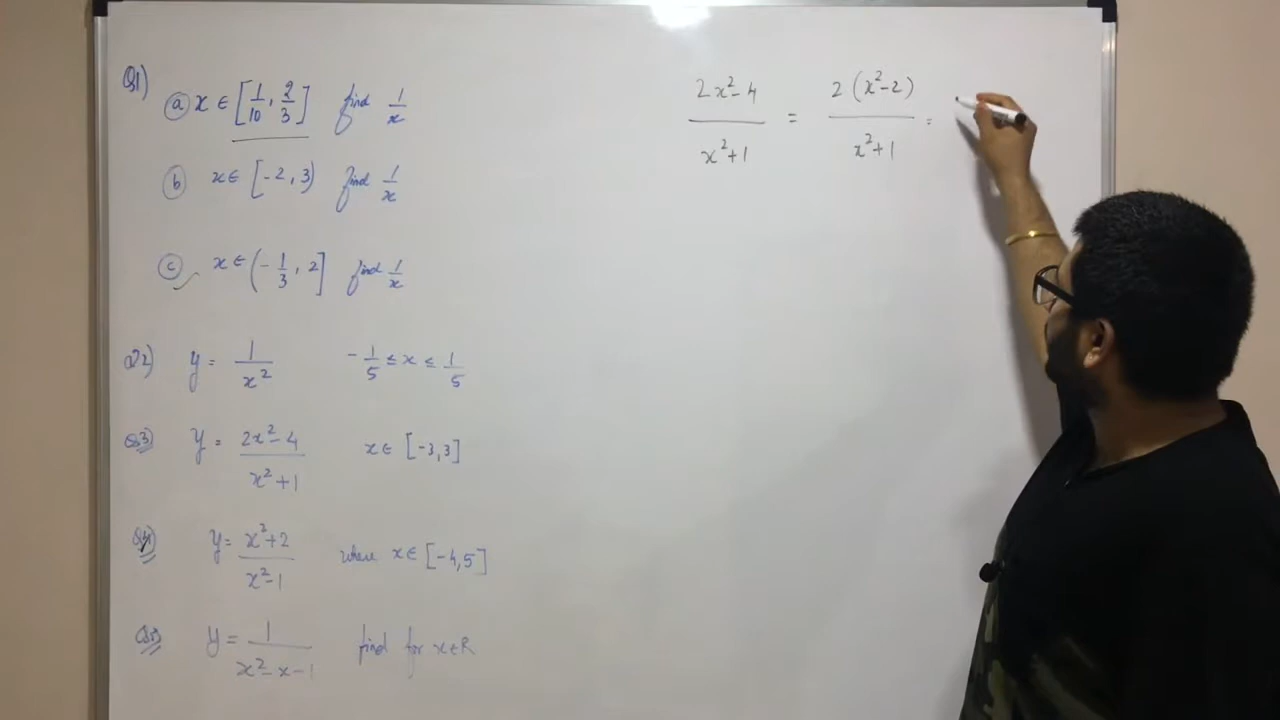 Q1) (a) x ∈ [1/10, 2/3] find 1/x
(b) x ∈ [-2, 3) find 1/x
(c) x ∈ (-1/3, 2] find 1/x
Q2) y = 1/x² -1/5 ≤ x ≤ 1/5
Q3) y = (2x²-4)/(x²+1) x ∈ [-3,3]
Q4) y = (x²+2)/(x²-1) where x ∈ [-4,5]
Q5) y = 1/(x²-x-1) find for x∈R
(2x²-4)/(x²+1) = 2(x²-2)/(x²+1) =